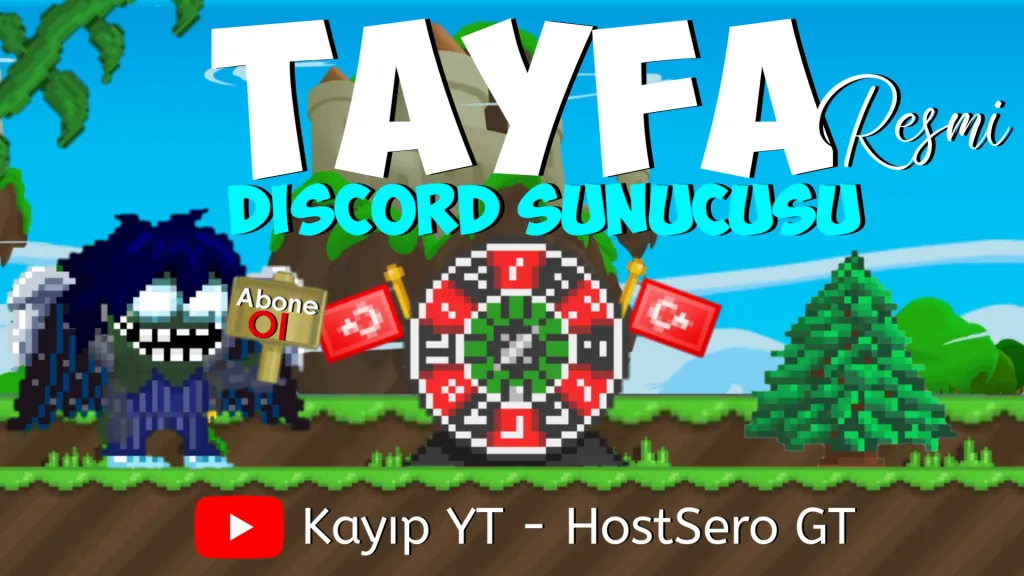 TAYFA
Resmi
DISCORD SUNUCUSU
Abone
Ol
Kayıp YT - HostSero GT